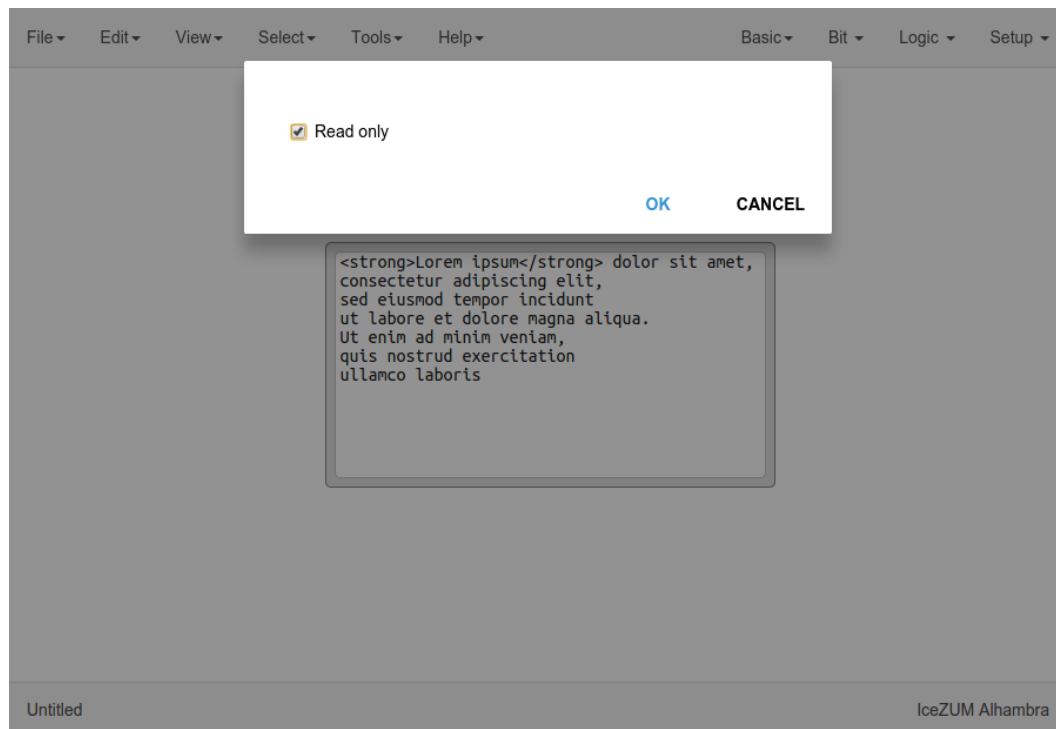 File Edit View Select Tools Help Basic Bit Logic Setup
Read only
OK CANCEL
<strong>Lorem ipsum</strong> dolor sit amet,
consectetur adipiscing elit,
sed eiusmod tempor incidunt
ut labore et dolore magna aliqua.
Ut enim ad minim veniam,
quis nostrud exercitation
ullamco laboris
Untitled IceZUM Alhambra